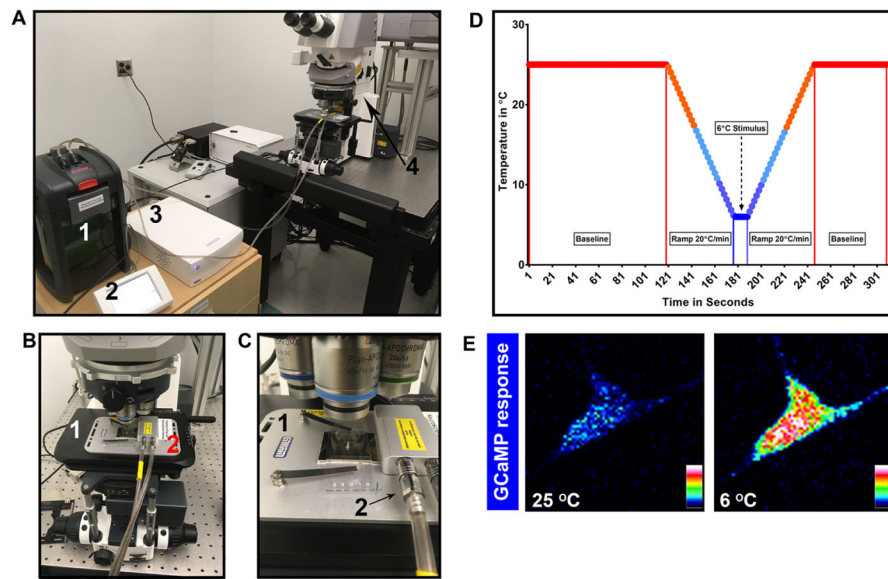 A
1
2
3
4
B
1
2
C
1
2
D
Temperature in °C
30
20
10
0
6°C Stimulus
Baseline
Ramp 20°C/min
Ramp 20°C/min
Baseline
1 21 41 61 81 101 121 141 161 181 201 221 241 261 281 301
Time in Seconds
E
GCaMP response
25 °C
6 °C